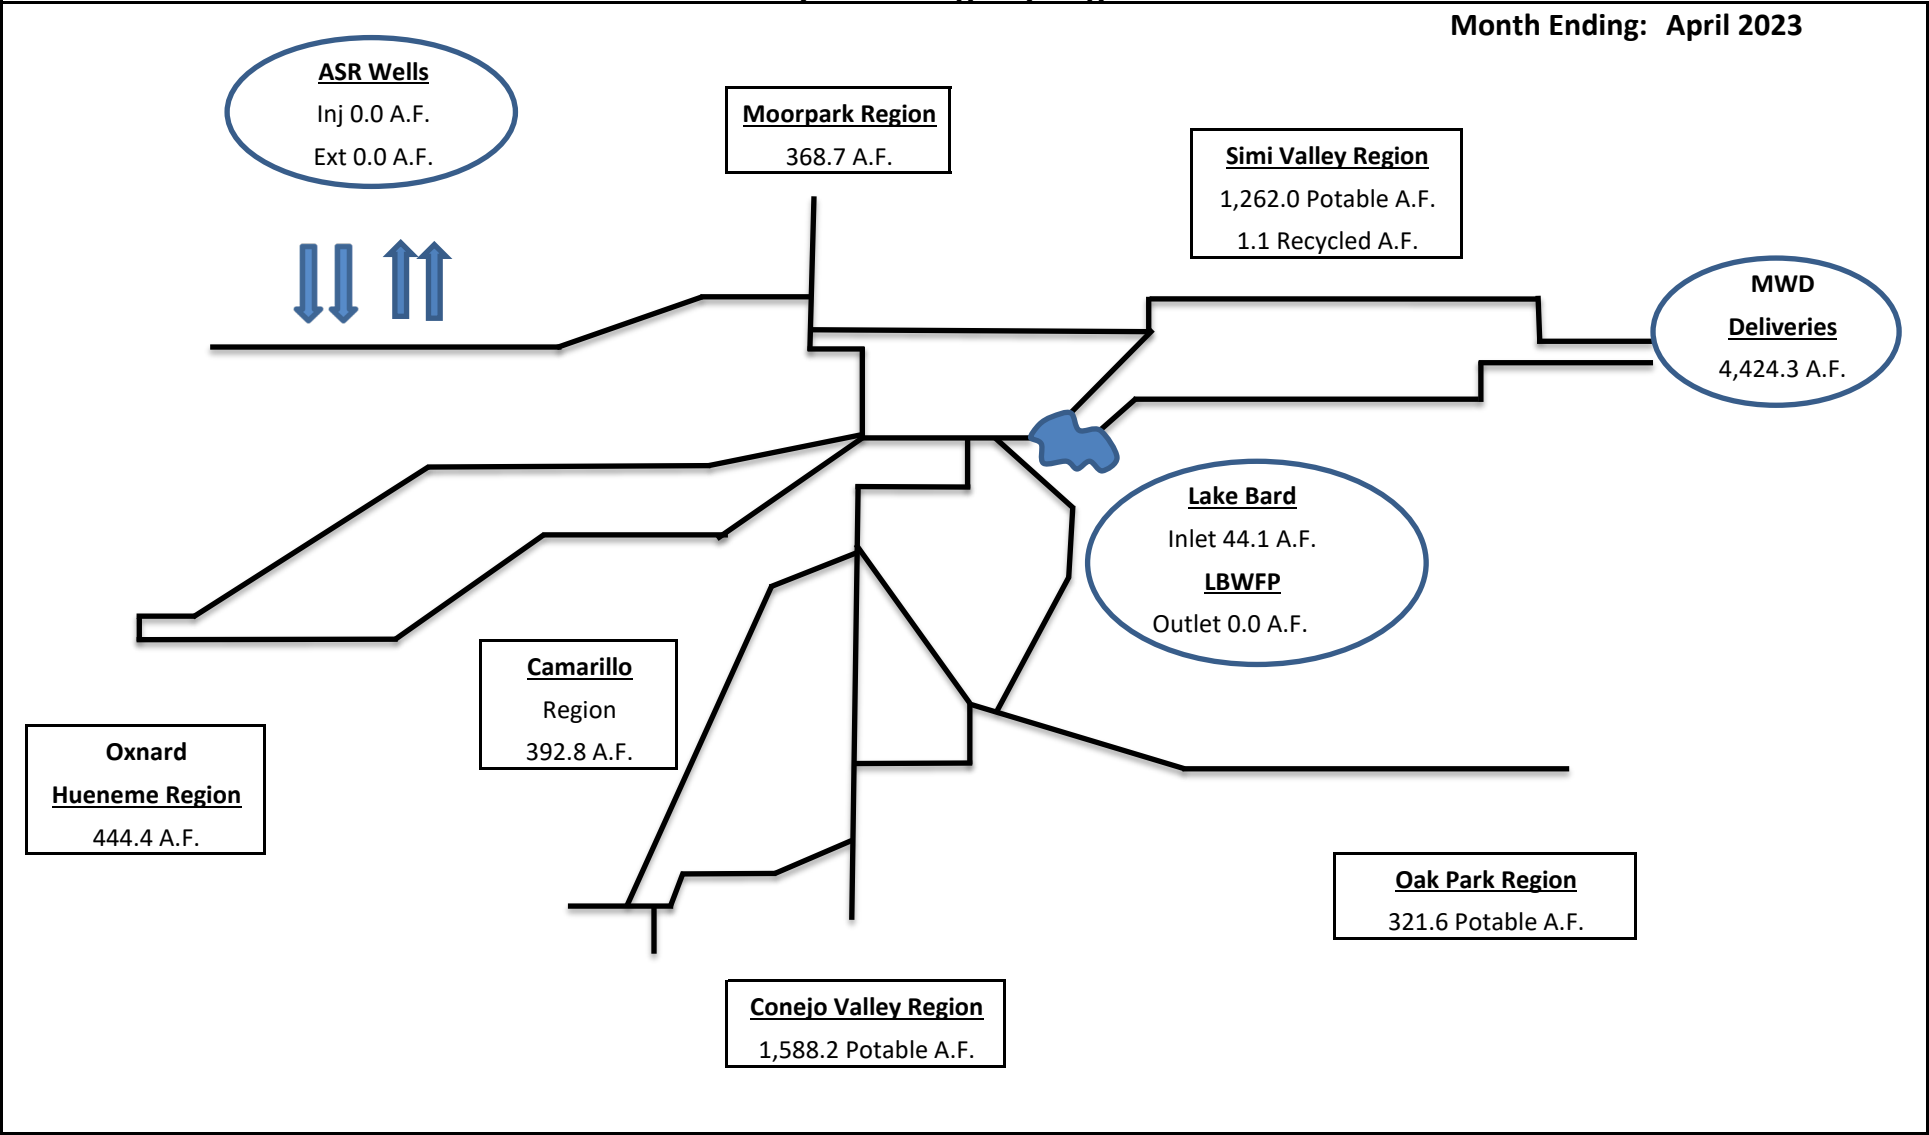 Month Ending: April 2023
ASR Wells
Inj 0.0 A.F.
Ext 0.0 A.F.
Moorpark Region
368.7 A.F.
Simi Valley Region
1,262.0 Potable A.F.
1.1 Recycled A.F.
MWD
Deliveries
4,424.3 A.F.
Lake Bard
Inlet 44.1 A.F.
LBWFP
Outlet 0.0 A.F.
Camarillo
Region
392.8 A.F.
Oxnard
Hueneme Region
444.4 A.F.
Oak Park Region
321.6 Potable A.F.
Conejo Valley Region
1,588.2 Potable A.F.